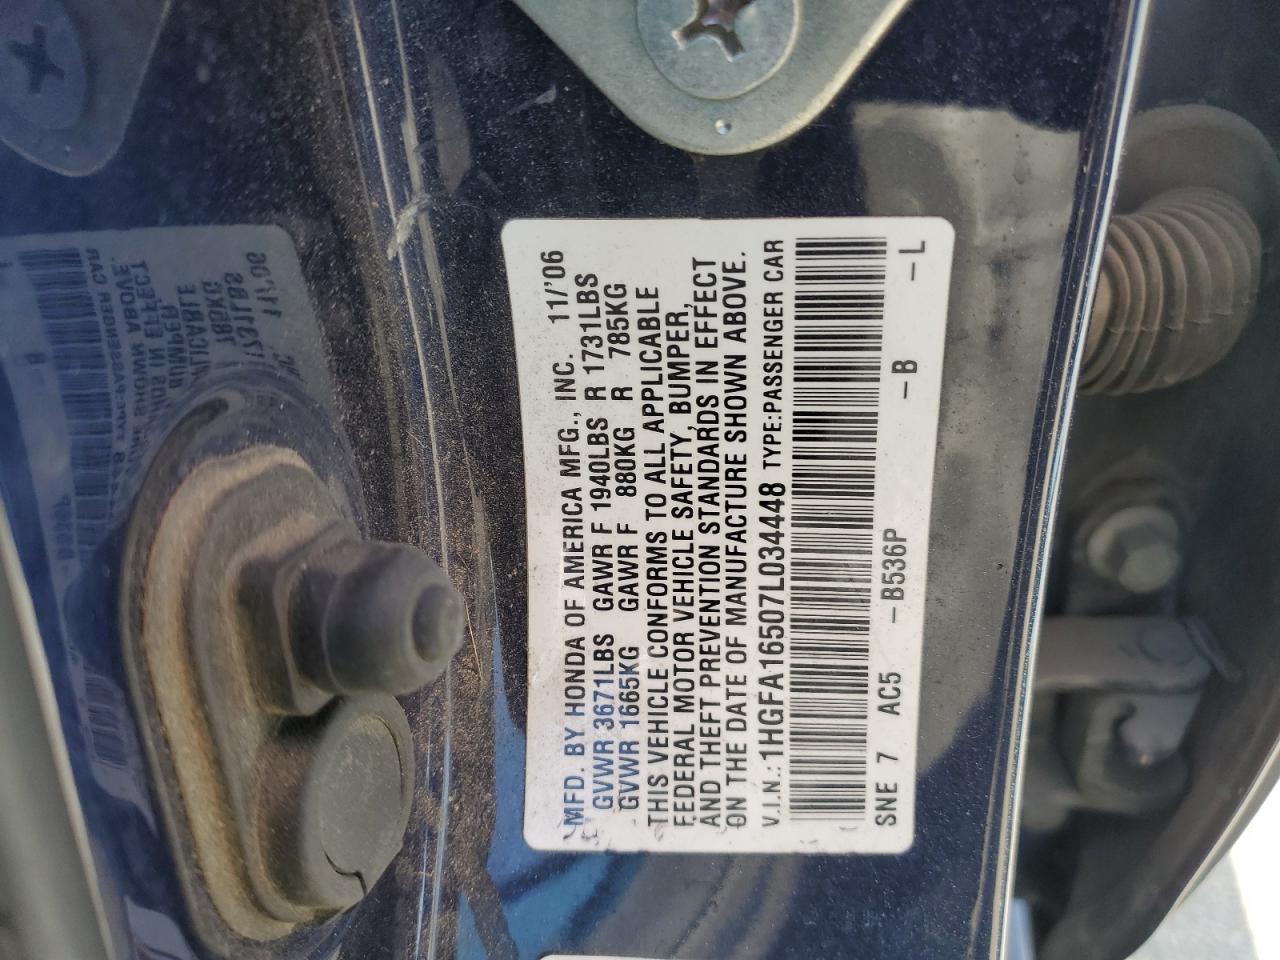 MFD. BY HONDA OF AMERICA MFG., INC. 11/'06
GVWR 3671LBS GAWR F 1940LBS R 1731LBS
GVWR 1665KG GAWR F 880KG R 785KG
THIS VEHICLE CONFORMS TO ALL APPLICABLE
FEDERAL MOTOR VEHICLE SAFETY, BUMPER,
AND THEFT PREVENTION STANDARDS IN EFFECT
ON THE DATE OF MANUFACTURE SHOWN ABOVE.
V.I.N.: 1HGFA16507L034448 TYPE:PASSENGER CAR
SNE 7 AC5 -B536P -B -L